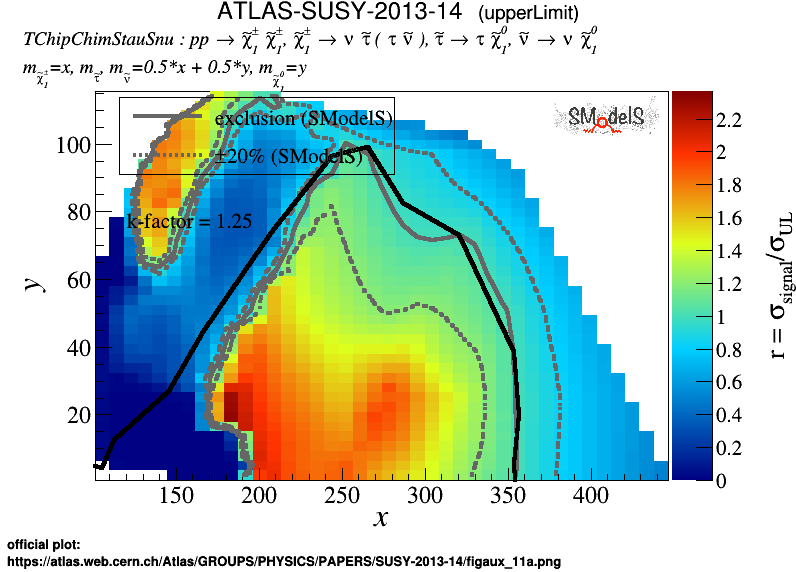 ATLAS-SUSY-2013-14 (upperLimit)
TChipChimStauSnu : pp → χ̃₁± χ̃₁±, χ̃₁± → ν τ̃ ( τ ν̃ ), τ̃ → τ χ̃₁⁰, ν̃ → ν χ̃₁⁰
m_χ̃₁±=x, m_τ̃, m_ν̃=0.5*x + 0.5*y, m_χ̃₁⁰=y
exclusion (SModelS)
±20% (SModelS)
SModelS
k-factor = 1.25
100
80
60
40
20
y
150 200 250 300 350 400
x
2.2
2
1.8
1.6
1.4
1.2
1
0.8
0.6
0.4
0.2
0
r = σ_signal/σ_UL
official plot:
https://atlas.web.cern.ch/Atlas/GROUPS/PHYSICS/PAPERS/SUSY-2013-14/figaux_11a.png